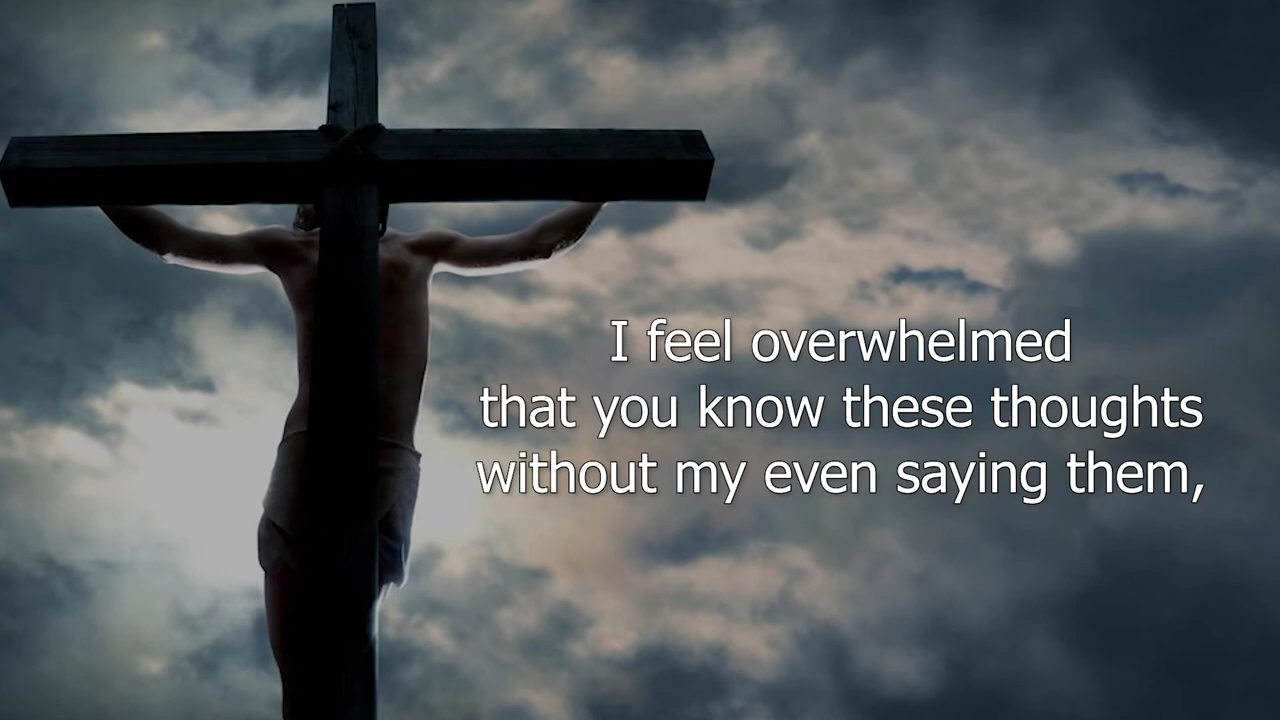 I feel overwhelmed
that you know these thoughts
without my even saying them,